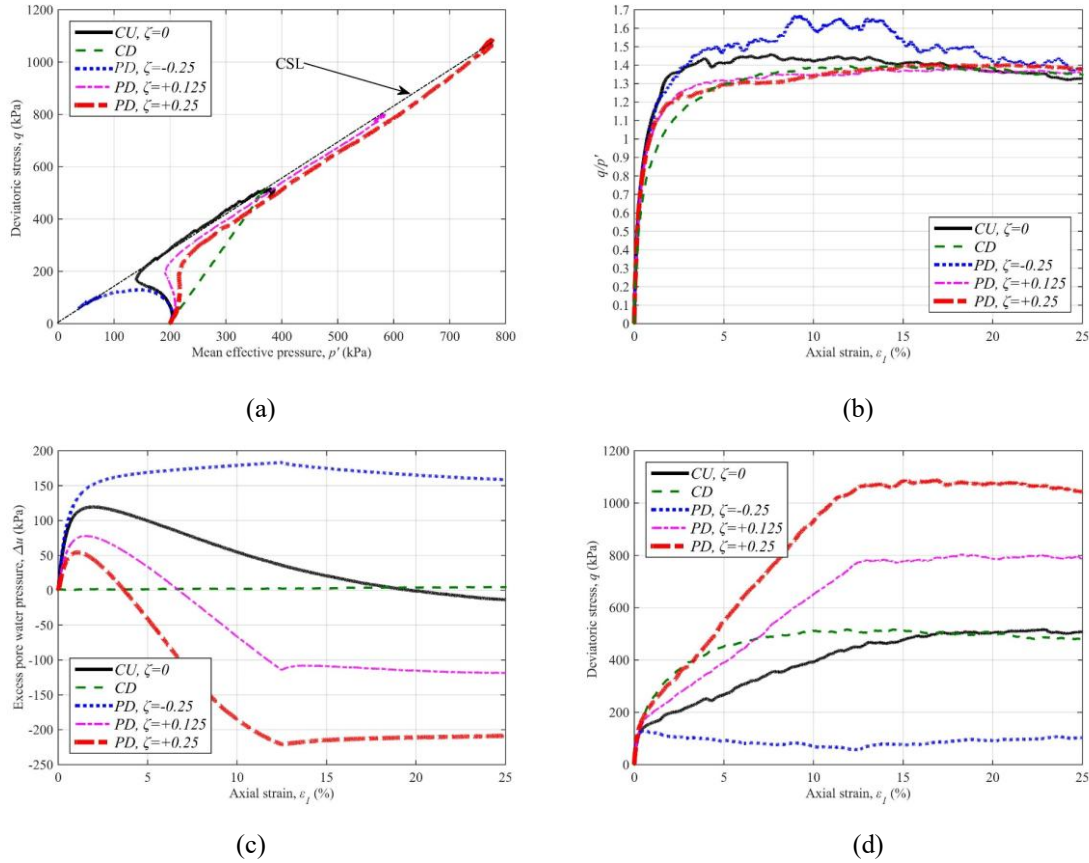 1200
1000
800
600
400
200
0
Deviatoric stress, q (kPa)
CU, ζ=0
CD
PD, ζ=-0.25
PD, ζ=+0.125
PD, ζ=+0.25
CSL
0 100 200 300 400 500 600 700 800
Mean effective pressure, p' (kPa)
(a)
1.7
1.6
1.5
1.4
1.3
1.2
1.1
1
0.9
0.8
0.7
0.6
0.5
0.4
0.3
0.2
0.1
0
q/p'
CU, ζ=0
CD
PD, ζ=-0.25
PD, ζ=+0.125
PD, ζ=+0.25
0 5 10 15 20 25
Axial strain, ε1 (%)
(b)
200
150
100
50
0
-50
-100
-150
-200
-250
Excess pore water pressure, Δu (kPa)
CU, ζ=0
CD
PD, ζ=-0.25
PD, ζ=+0.125
PD, ζ=+0.25
0 5 10 15 20 25
Axial strain, ε1 (%)
(c)
1200
1000
800
600
400
200
0
Deviatoric stress, q (kPa)
CU, ζ=0
CD
PD, ζ=-0.25
PD, ζ=+0.125
PD, ζ=+0.25
0 5 10 15 20 25
Axial strain, ε1 (%)
(d)